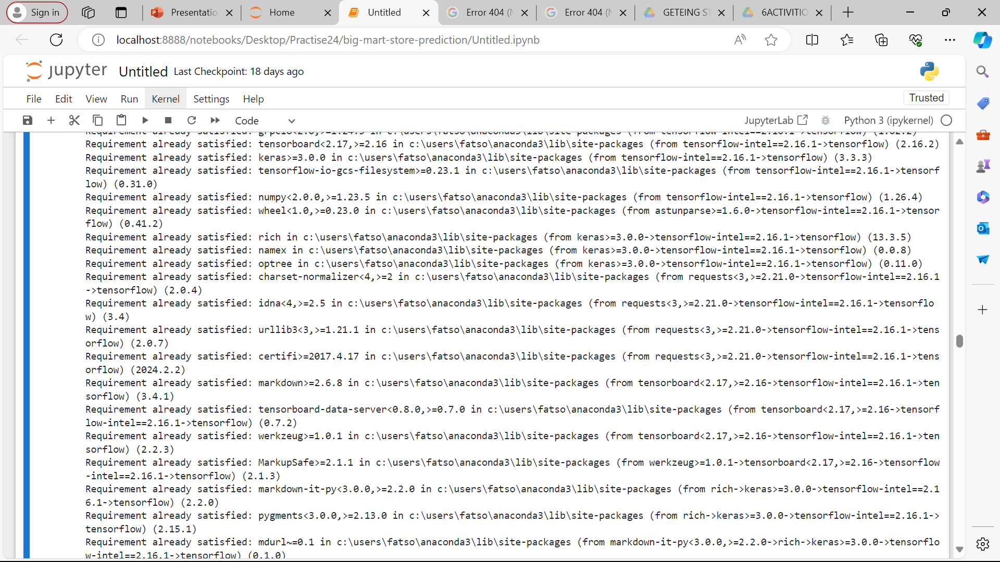 Sign in
Presentatio
Home
Untitled
Error 404 (N
Error 404 (N
GETEING ST
6ACTIVITIO
localhost:8888/notebooks/Desktop/Practise24/big-mart-store-prediction/Untitled.ipynb
jupyter Untitled Last Checkpoint: 18 days ago
File Edit View Run Kernel Settings Help
Trusted
Code
JupyterLab
Python 3 (ipykernel)
Requirement already satisfied: grpcio<2.0,>=1.24.3 in c:\users\fatso\anaconda3\lib\site-packages (from tensorflow-intel==2.16.1->tensorflow) (1.62.2)
Requirement already satisfied: tensorboard<2.17,>=2.16 in c:\users\fatso\anaconda3\lib\site-packages (from tensorflow-intel==2.16.1->tensorflow) (2.16.2)
Requirement already satisfied: keras>=3.0.0 in c:\users\fatso\anaconda3\lib\site-packages (from tensorflow-intel==2.16.1->tensorflow) (3.3.3)
Requirement already satisfied: tensorflow-io-gcs-filesystem>=0.23.1 in c:\users\fatso\anaconda3\lib\site-packages (from tensorflow-intel==2.16.1->tensorf
low) (0.31.0)
Requirement already satisfied: numpy<2.0.0,>=1.23.5 in c:\users\fatso\anaconda3\lib\site-packages (from tensorflow-intel==2.16.1->tensorflow) (1.26.4)
Requirement already satisfied: wheel<1.0,>=0.23.0 in c:\users\fatso\anaconda3\lib\site-packages (from astunparse>=1.6.0->tensorflow-intel==2.16.1->tensor
flow) (0.41.2)
Requirement already satisfied: rich in c:\users\fatso\anaconda3\lib\site-packages (from keras>=3.0.0->tensorflow-intel==2.16.1->tensorflow) (13.3.5)
Requirement already satisfied: namex in c:\users\fatso\anaconda3\lib\site-packages (from keras>=3.0.0->tensorflow-intel==2.16.1->tensorflow) (0.0.8)
Requirement already satisfied: optree in c:\users\fatso\anaconda3\lib\site-packages (from keras>=3.0.0->tensorflow-intel==2.16.1->tensorflow) (0.11.0)
Requirement already satisfied: charset-normalizer<4,>=2 in c:\users\fatso\anaconda3\lib\site-packages (from requests<3,>=2.21.0->tensorflow-intel==2.16.1
->tensorflow) (2.0.4)
Requirement already satisfied: idna<4,>=2.5 in c:\users\fatso\anaconda3\lib\site-packages (from requests<3,>=2.21.0->tensorflow-intel==2.16.1->tensorflo
w) (3.4)
Requirement already satisfied: urllib3<3,>=1.21.1 in c:\users\fatso\anaconda3\lib\site-packages (from requests<3,>=2.21.0->tensorflow-intel==2.16.1->tens
orflow) (2.0.7)
Requirement already satisfied: certifi>=2017.4.17 in c:\users\fatso\anaconda3\lib\site-packages (from requests<3,>=2.21.0->tensorflow-intel==2.16.1->tens
orflow) (2024.2.2)
Requirement already satisfied: markdown>=2.6.8 in c:\users\fatso\anaconda3\lib\site-packages (from tensorboard<2.17,>=2.16->tensorflow-intel==2.16.1->ten
sorflow) (3.4.1)
Requirement already satisfied: tensorboard-data-server<0.8.0,>=0.7.0 in c:\users\fatso\anaconda3\lib\site-packages (from tensorboard<2.17,>=2.16->tensorf
low-intel==2.16.1->tensorflow) (0.7.2)
Requirement already satisfied: werkzeug>=1.0.1 in c:\users\fatso\anaconda3\lib\site-packages (from tensorboard<2.17,>=2.16->tensorflow-intel==2.16.1->ten
sorflow) (2.2.3)
Requirement already satisfied: MarkupSafe>=2.1.1 in c:\users\fatso\anaconda3\lib\site-packages (from werkzeug>=1.0.1->tensorboard<2.17,>=2.16->tensorflow
-intel==2.16.1->tensorflow) (2.1.3)
Requirement already satisfied: markdown-it-py<3.0.0,>=2.2.0 in c:\users\fatso\anaconda3\lib\site-packages (from rich->keras>=3.0.0->tensorflow-intel==2.1
6.1->tensorflow) (2.2.0)
Requirement already satisfied: pygments<3.0.0,>=2.13.0 in c:\users\fatso\anaconda3\lib\site-packages (from rich->keras>=3.0.0->tensorflow-intel==2.16.1->
tensorflow) (2.15.1)
Requirement already satisfied: mdurl~=0.1 in c:\users\fatso\anaconda3\lib\site-packages (from markdown-it-py<3.0.0,>=2.2.0->rich->keras>=3.0.0->tensorflo
w-intel==2.16.1->tensorflow) (0.1.0)